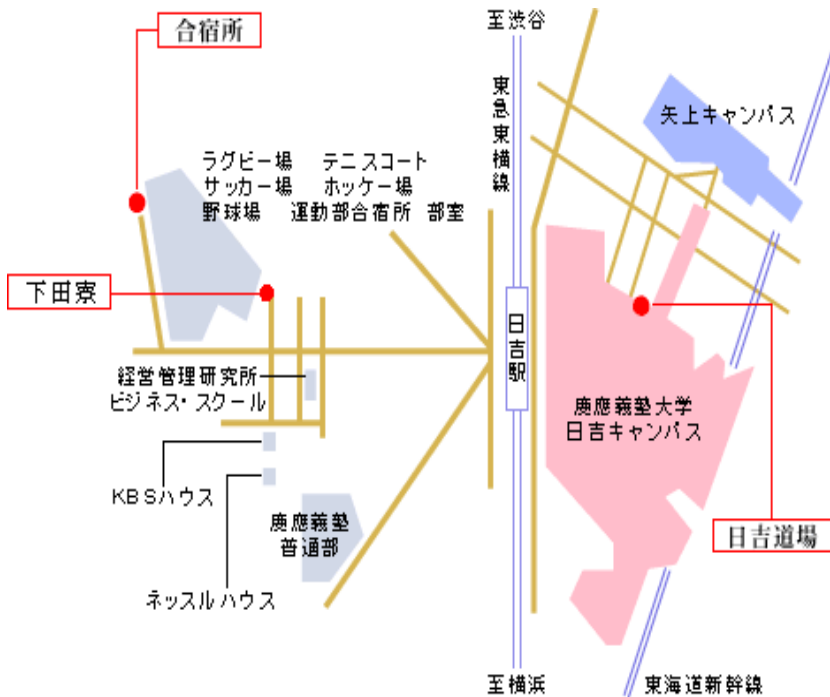 合宿所
至渋谷
東急東横線
矢上キャンパス
ラグビー場 テニスコート
サッカー場 ホッケー場
野球場 運動部合宿所 部室
下田寮
日吉駅
経営管理研究所
ビジネス・スクール
慶應義塾大学
日吉キャンパス
KBSハウス
慶應義塾
普通部
日吉道場
ネッスルハウス
至横浜
東海道新幹線